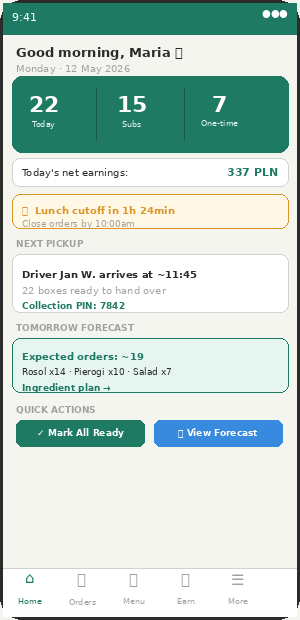 9:41
Good morning, Maria
Monday · 12 May 2026
22 15 7
Today Subs One-time
Today's net earnings: 337 PLN
Lunch cutoff in 1h 24min
Close orders by 10:00am
NEXT PICKUP
Driver Jan W. arrives at ~11:45
22 boxes ready to hand over
Collection PIN: 7842
TOMORROW FORECAST
Expected orders: ~19
Rosol x14 · Pierogi x10 · Salad x7
Ingredient plan →
QUICK ACTIONS
✓ Mark All Ready View Forecast
Home Orders Menu Earn More